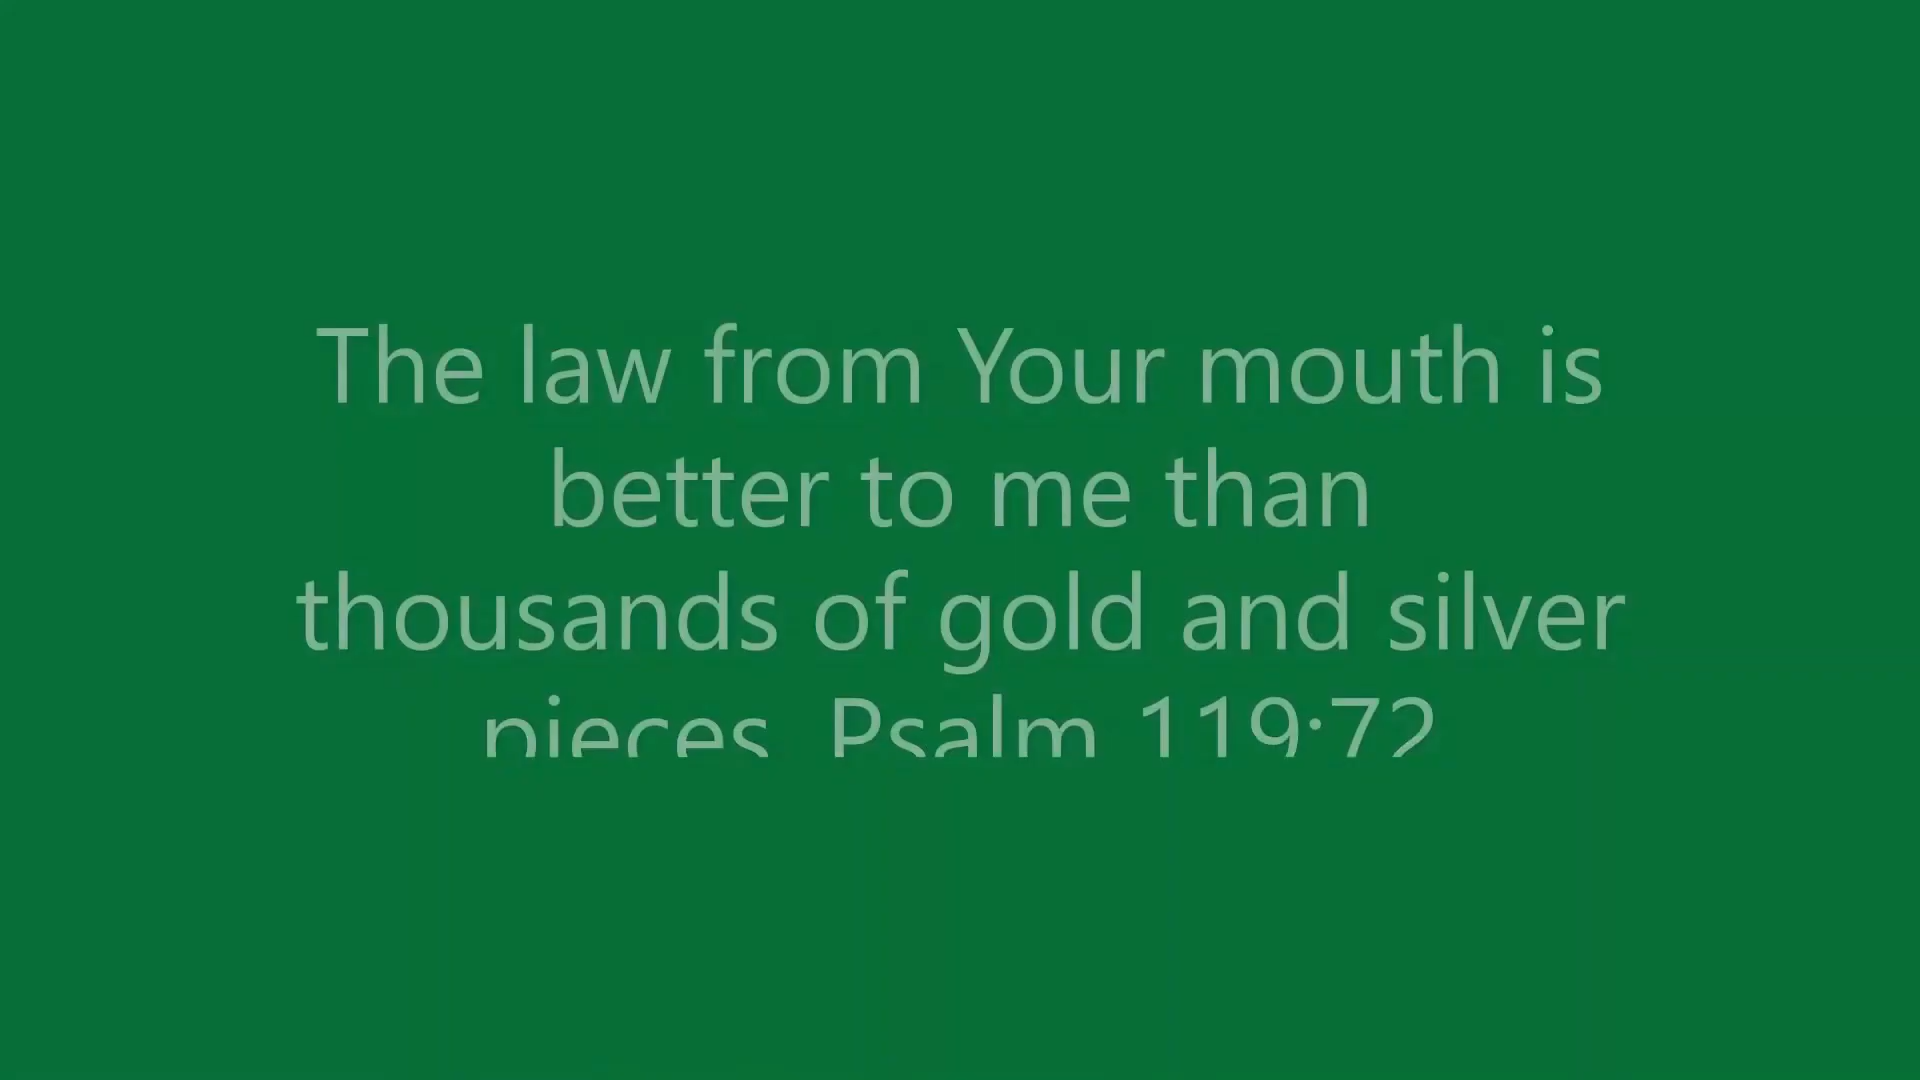 The law from Your mouth is
better to me than
thousands of gold and silver
pieces. Psalm 119:72